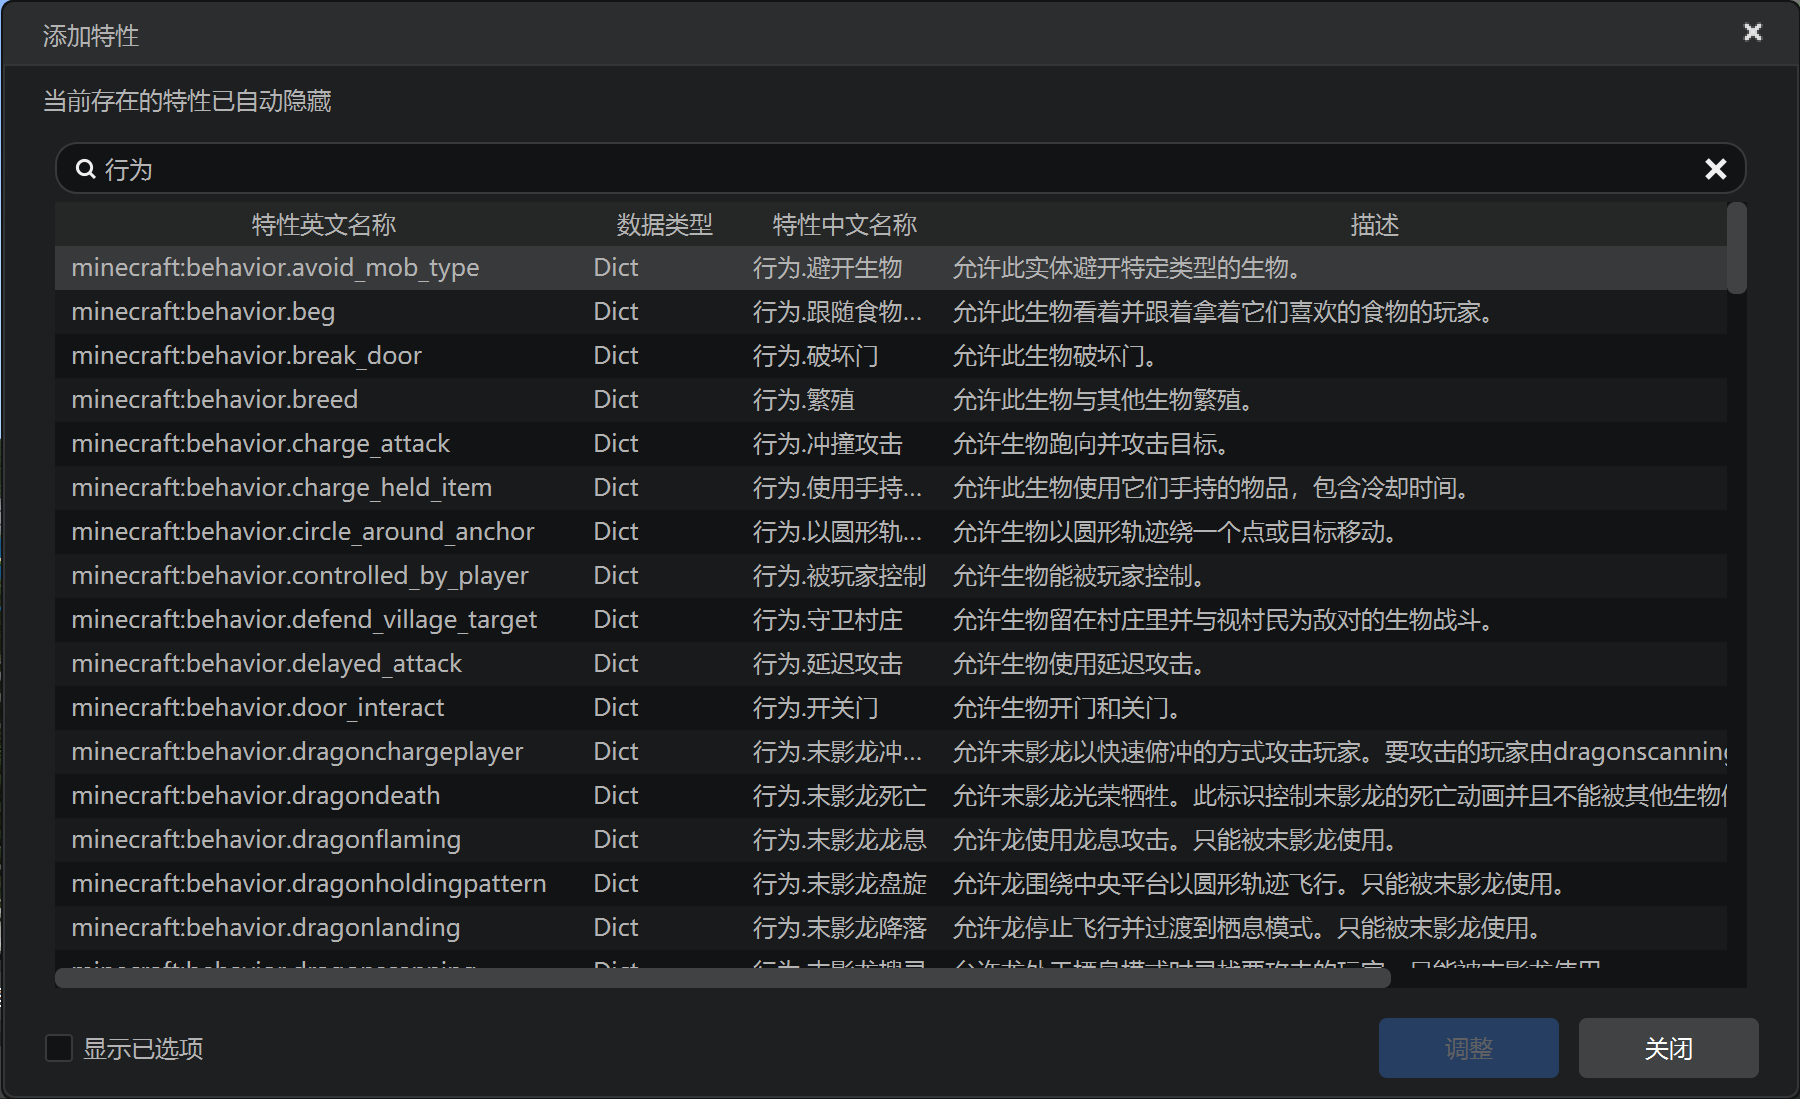 添加特性
当前存在的特性已自动隐藏
行为
特性英文名称 数据类型 特性中文名称 描述
minecraft:behavior.avoid_mob_type Dict 行为.避开生物 允许此实体避开特定类型的生物。
minecraft:behavior.beg Dict 行为.跟随食物... 允许此生物看着并跟着拿着它们喜欢的食物的玩家。
minecraft:behavior.break_door Dict 行为.破坏门 允许此生物破坏门。
minecraft:behavior.breed Dict 行为.繁殖 允许此生物与其他生物繁殖。
minecraft:behavior.charge_attack Dict 行为.冲撞攻击 允许生物跑向并攻击目标。
minecraft:behavior.charge_held_item Dict 行为.使用手持... 允许此生物使用它们手持的物品，包含冷却时间。
minecraft:behavior.circle_around_anchor Dict 行为.以圆形轨... 允许生物以圆形轨迹绕一个点或目标移动。
minecraft:behavior.controlled_by_player Dict 行为.被玩家控制 允许生物能被玩家控制。
minecraft:behavior.defend_village_target Dict 行为.守卫村庄 允许生物留在村庄里并与视村民为敌对的生物战斗。
minecraft:behavior.delayed_attack Dict 行为.延迟攻击 允许生物使用延迟攻击。
minecraft:behavior.door_interact Dict 行为.开关门 允许生物开门和关门。
minecraft:behavior.dragonchargeplayer Dict 行为.末影龙冲... 允许末影龙以快速俯冲的方式攻击玩家。要攻击的玩家由dragonscanning
minecraft:behavior.dragondeath Dict 行为.末影龙死亡 允许末影龙光荣牺牲。此标识控制末影龙的死亡动画并且不能被其他生物
minecraft:behavior.dragonflaming Dict 行为.末影龙龙息 允许龙使用龙息攻击。只能被末影龙使用。
minecraft:behavior.dragonholdingpattern Dict 行为.末影龙盘旋 允许龙围绕中央平台以圆形轨迹飞行。只能被末影龙使用。
minecraft:behavior.dragonlanding Dict 行为.末影龙降落 允许龙停止飞行并过渡到栖息模式。只能被末影龙使用。
显示已选项
调整 关闭